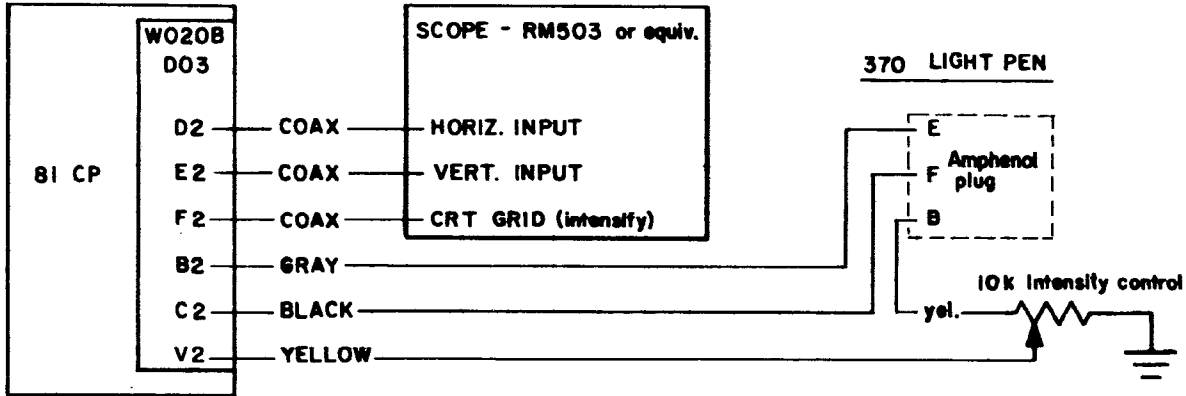 W020B
D03
81 CP
D2
E2
F2
B2
C2
V2
COAX
COAX
COAX
GRAY
BLACK
YELLOW
SCOPE - RM503 or equiv.
HORIZ. INPUT
VERT. INPUT
CRT GRID (intensify)
370 LIGHT PEN
E
F
B
Amphenol
plug
10k Intensity control
yel.